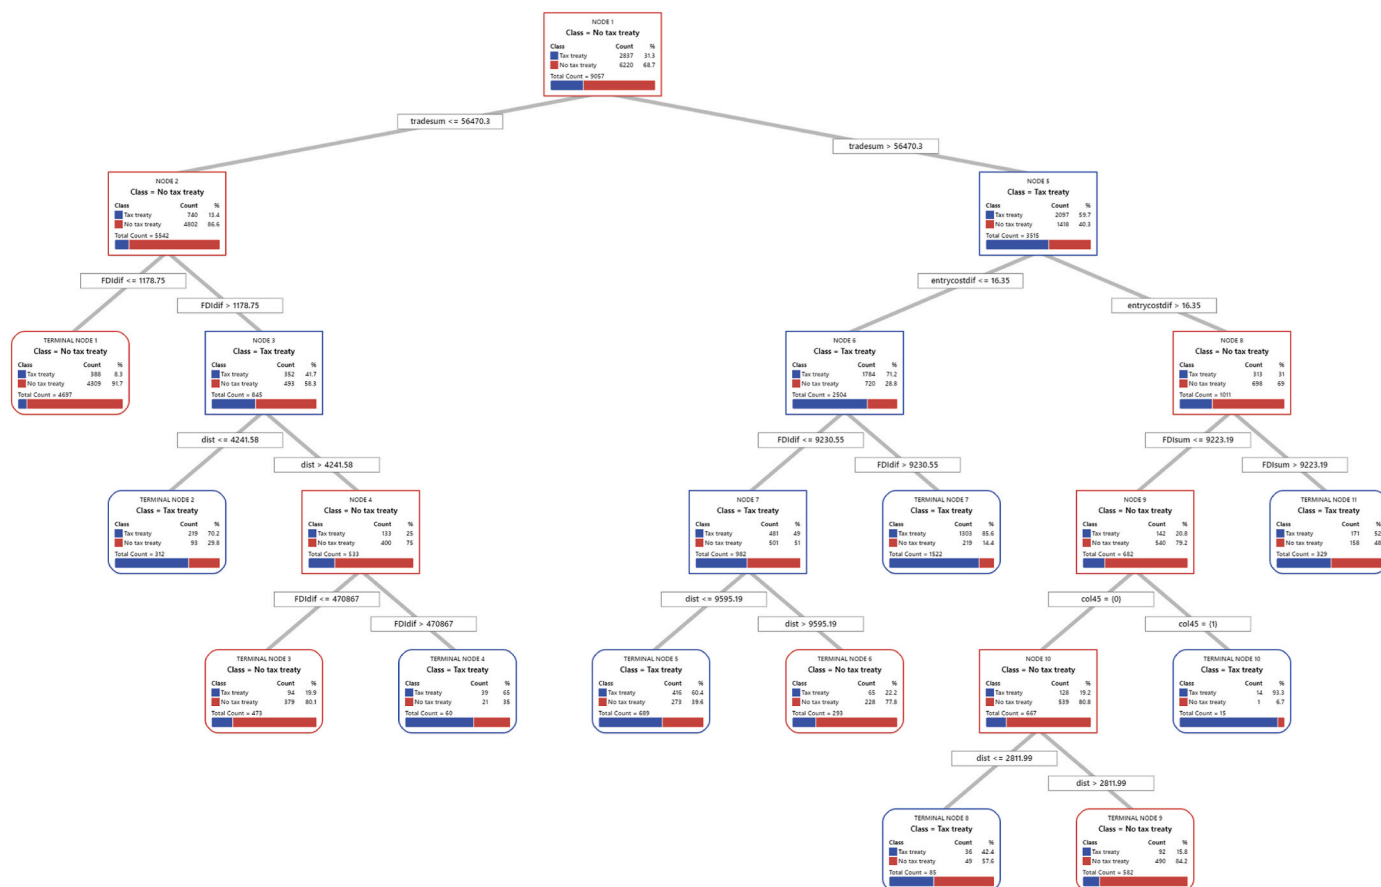 NODE 1
Class = No tax treaty
Class Count %
Tax treaty 2837 31.3
No tax treaty 6220 68.7
Total Count = 9057
tradesum <= 56470.3
tradesum > 56470.3
NODE 2
Class = No tax treaty
Class Count %
Tax treaty 740 13.4
No tax treaty 4802 86.6
Total Count = 5542
NODE 5
Class = Tax treaty
Class Count %
Tax treaty 2097 59.7
No tax treaty 1418 40.3
Total Count = 3515
FDIdif <= 1178.75
FDIdif > 1178.75
entrycostdif <= 16.35
entrycostdif > 16.35
TERMINAL NODE 1
Class = No tax treaty
Class Count %
Tax treaty 388 8.3
No tax treaty 4309 91.7
Total Count = 4697
NODE 3
Class = Tax treaty
Class Count %
Tax treaty 352 41.7
No tax treaty 493 58.3
Total Count = 845
NODE 6
Class = Tax treaty
Class Count %
Tax treaty 1784 71.2
No tax treaty 720 28.8
Total Count = 2504
NODE 8
Class = No tax treaty
Class Count %
Tax treaty 313 31
No tax treaty 698 69
Total Count = 1011
dist <= 4241.58
dist > 4241.58
FDIdif <= 9230.55
FDIdif > 9230.55
FDIsum <= 9223.19
FDIsum > 9223.19
TERMINAL NODE 2
Class = Tax treaty
Class Count %
Tax treaty 219 70.2
No tax treaty 93 29.8
Total Count = 312
NODE 4
Class = No tax treaty
Class Count %
Tax treaty 133 25
No tax treaty 400 75
Total Count = 533
NODE 7
Class = Tax treaty
Class Count %
Tax treaty 481 49
No tax treaty 501 51
Total Count = 982
TERMINAL NODE 7
Class = Tax treaty
Class Count %
Tax treaty 1303 85.6
No tax treaty 219 14.4
Total Count = 1522
NODE 9
Class = No tax treaty
Class Count %
Tax treaty 142 20.8
No tax treaty 540 79.2
Total Count = 682
TERMINAL NODE 11
Class = Tax treaty
Class Count %
Tax treaty 171 52
No tax treaty 158 48
Total Count = 329
FDIdif <= 470867
FDIdif > 470867
dist <= 9595.19
dist > 9595.19
col45 = {0}
col45 = {1}
TERMINAL NODE 3
Class = No tax treaty
Class Count %
Tax treaty 94 19.9
No tax treaty 379 80.1
Total Count = 473
TERMINAL NODE 4
Class = Tax treaty
Class Count %
Tax treaty 39 65
No tax treaty 21 35
Total Count = 60
TERMINAL NODE 5
Class = Tax treaty
Class Count %
Tax treaty 416 60.4
No tax treaty 273 39.6
Total Count = 689
TERMINAL NODE 6
Class = No tax treaty
Class Count %
Tax treaty 65 22.2
No tax treaty 228 77.8
Total Count = 293
NODE 10
Class = No tax treaty
Class Count %
Tax treaty 128 19.2
No tax treaty 539 80.8
Total Count = 667
TERMINAL NODE 10
Class = Tax treaty
Class Count %
Tax treaty 14 93.3
No tax treaty 1 6.7
Total Count = 15
dist <= 2811.99
dist > 2811.99
TERMINAL NODE 8
Class = Tax treaty
Class Count %
Tax treaty 36 42.4
No tax treaty 49 57.6
Total Count = 85
TERMINAL NODE 9
Class = No tax treaty
Class Count %
Tax treaty 92 15.8
No tax treaty 490 84.2
Total Count = 582